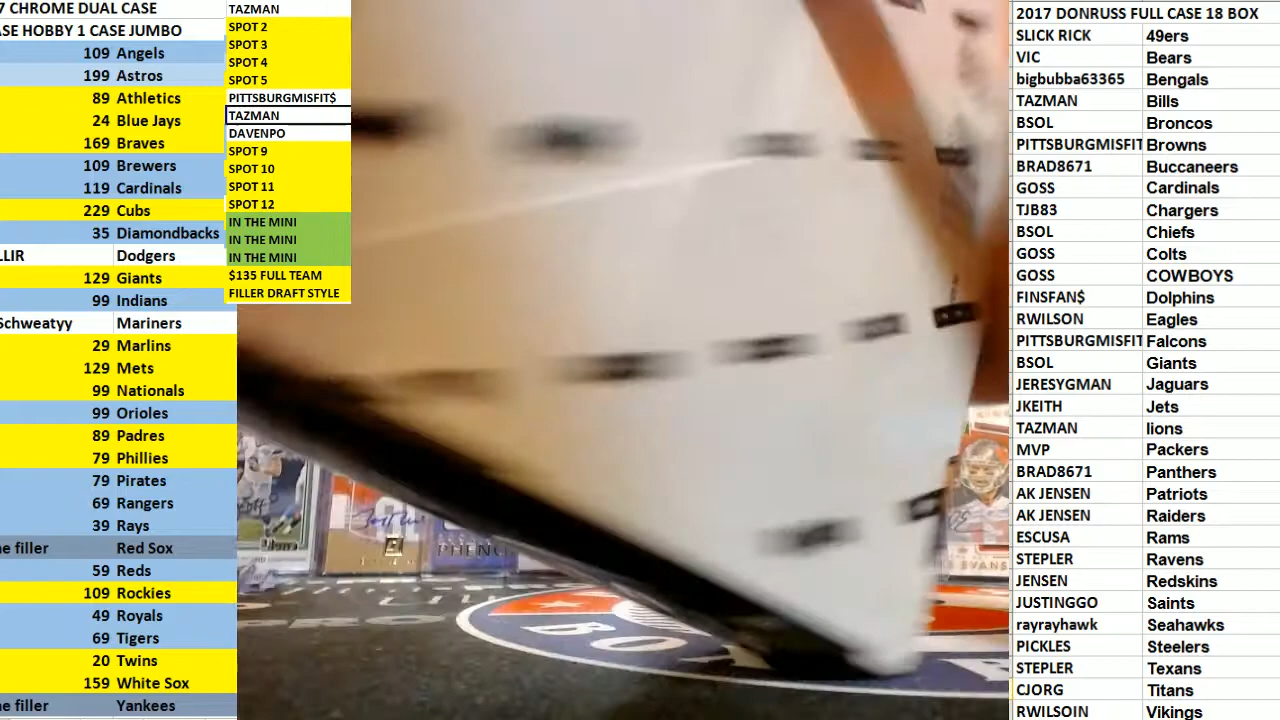 7 CHROME DUAL CASE
ASE HOBBY 1 CASE JUMBO
109 Angels
199 Astros
89 Athletics
24 Blue Jays
169 Braves
109 Brewers
119 Cardinals
229 Cubs
35 Diamondbacks
LLIR Dodgers
129 Giants
99 Indians
Schweatyy Mariners
29 Marlins
129 Mets
99 Nationals
99 Orioles
89 Padres
79 Phillies
79 Pirates
69 Rangers
39 Rays
ne filler Red Sox
59 Reds
109 Rockies
49 Royals
69 Tigers
20 Twins
159 White Sox
ne filler Yankees
TAZMAN
SPOT 2
SPOT 3
SPOT 4
SPOT 5
PITTSBURGMISFIT$
TAZMAN
DAVENPO
SPOT 9
SPOT 10
SPOT 11
SPOT 12
IN THE MINI
IN THE MINI
IN THE MINI
$135 FULL TEAM
FILLER DRAFT STYLE
PHENO
EVANS
PRO
BO
2017 DONRUSS FULL CASE 18 BOX
SLICK RICK 49ers
VIC Bears
bigbubba63365 Bengals
TAZMAN Bills
BSOL Broncos
PITTSBURGMISFIT Browns
BRAD8671 Buccaneers
GOSS Cardinals
TJB83 Chargers
BSOL Chiefs
GOSS Colts
GOSS COWBOYS
FINSFAN$ Dolphins
RWILSON Eagles
PITTSBURGMISFIT Falcons
BSOL Giants
JERESYGMAN Jaguars
JKEITH Jets
TAZMAN lions
MVP Packers
BRAD8671 Panthers
AK JENSEN Patriots
AK JENSEN Raiders
ESCUSA Rams
STEPLER Ravens
JENSEN Redskins
JUSTINGGO Saints
rayrayhawk Seahawks
PICKLES Steelers
STEPLER Texans
CJORG Titans
RWILSOIN Vikings